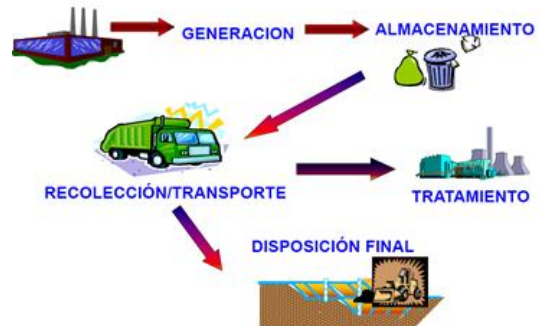 GENERACION
ALMACENAMIENTO
RECOLECCIÓN/TRANSPORTE
TRATAMIENTO
DISPOSICIÓN FINAL